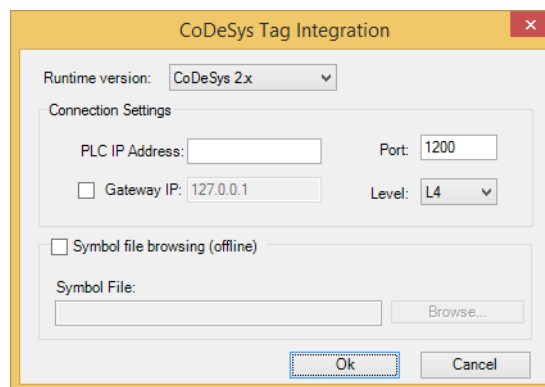 CoDeSys Tag Integration
Runtime version: CoDeSys 2.x
Connection Settings
PLC IP Address: Port: 1200
Gateway IP: 127.0.0.1 Level: L4
Symbol file browsing (offline)
Symbol File:
Browse...
Ok Cancel